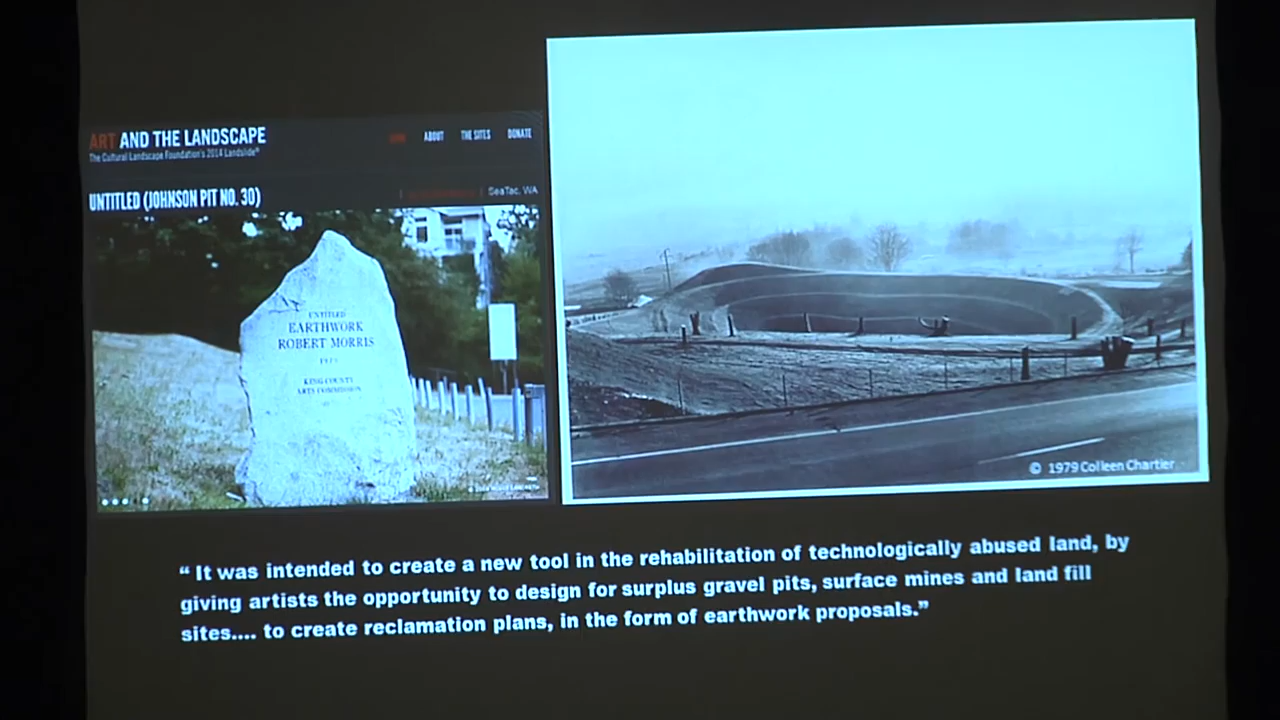 ART AND THE LANDSCAPE
The Cultural Landscape Foundation's 2014 Landslide®
ABOUT THE SITES DONATE
UNTITLED (JOHNSON PIT NO. 30)
SeaTac, WA
UNTITLED
EARTHWORK
ROBERT MORRIS
1979
KING COUNTY
ARTS COMMISSION
© 1979 Colleen Chartier
“ It was intended to create a new tool in the rehabilitation of technologically abused land, by
giving artists the opportunity to design for surplus gravel pits, surface mines and land fill
sites.... to create reclamation plans, in the form of earthwork proposals.”